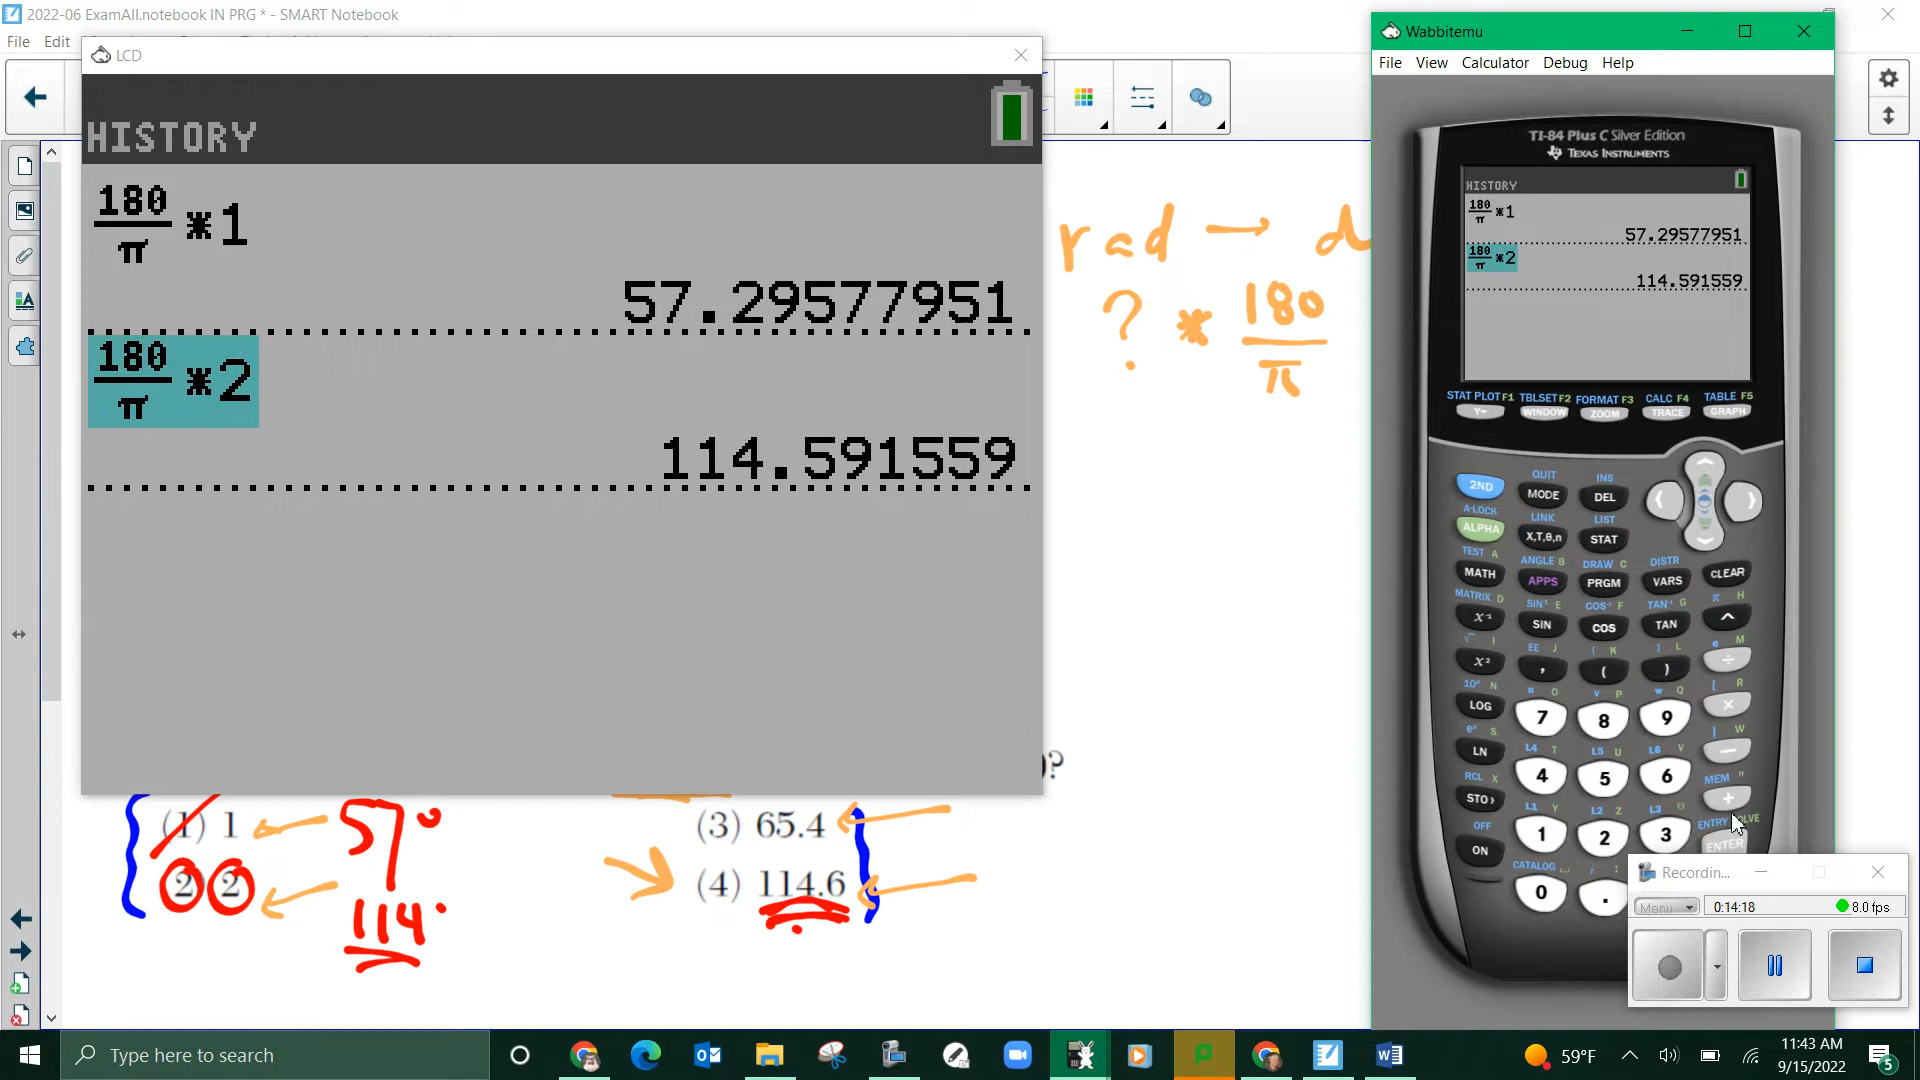 2022-06 ExamAll.notebook IN PRG * - SMART Notebook
File Edit
LCD
HISTORY
180/π *1
57.29577951
180/π *2
114.591559
rad → d
? * 180/π
)?
(1) 1
57°
(2) 2
114°
(3) 65.4
(4) 114.6
Wabbitemu
File View Calculator Debug Help
TI-84 Plus C Silver Edition
TEXAS INSTRUMENTS
HISTORY
180/π *1
57.29577951
180/π *2
114.591559
STAT PLOT F1 TBLSET F2 FORMAT F3 CALC F4 TABLE F5
Y= WINDOW ZOOM TRACE GRAPH
QUIT INS
2ND MODE DEL
A-LOCK LINK LIST
ALPHA X,T,θ,n STAT
TEST A ANGLE B DRAW C DISTR
MATH APPS PRGM VARS CLEAR
MATRIX D SIN⁻¹ E COS⁻¹ F TAN⁻¹ G π H
X⁻¹ SIN COS TAN ^
√ I EE J { K } L e M
X² , ( ) ÷
10ˣ N u O v P w Q [ R
LOG 7 8 9 ×
eˣ S L4 T L5 U L6 V ] W
LN 4 5 6 −
RCL X L1 Y L2 Z L3 θ MEM "
STO› 1 2 3 +
OFF CATALOG i : ENTRY
ON 0 . ENTER
Recordin...
Menu 0:14:18 8.0 fps
Type here to search
59°F
11:43 AM
9/15/2022
5